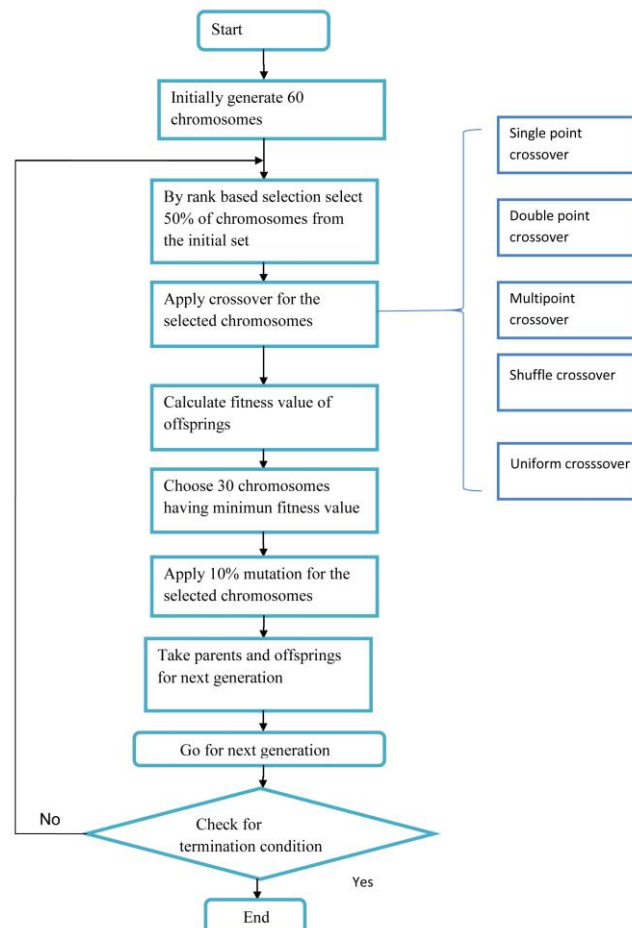 Start
Initially generate 60
chromosomes
By rank based selection select
50% of chromosomes from
the initial set
Apply crossover for the
selected chromosomes
Single point
crossover
Double point
crossover
Multipoint
crossover
Shuffle crossover
Uniform crosssover
Calculate fitness value of
offsprings
Choose 30 chromosomes
having minimun fitness value
Apply 10% mutation for the
selected chromosomes
Take parents and offsprings
for next generation
Go for next generation
No
Check for
termination condition
Yes
End